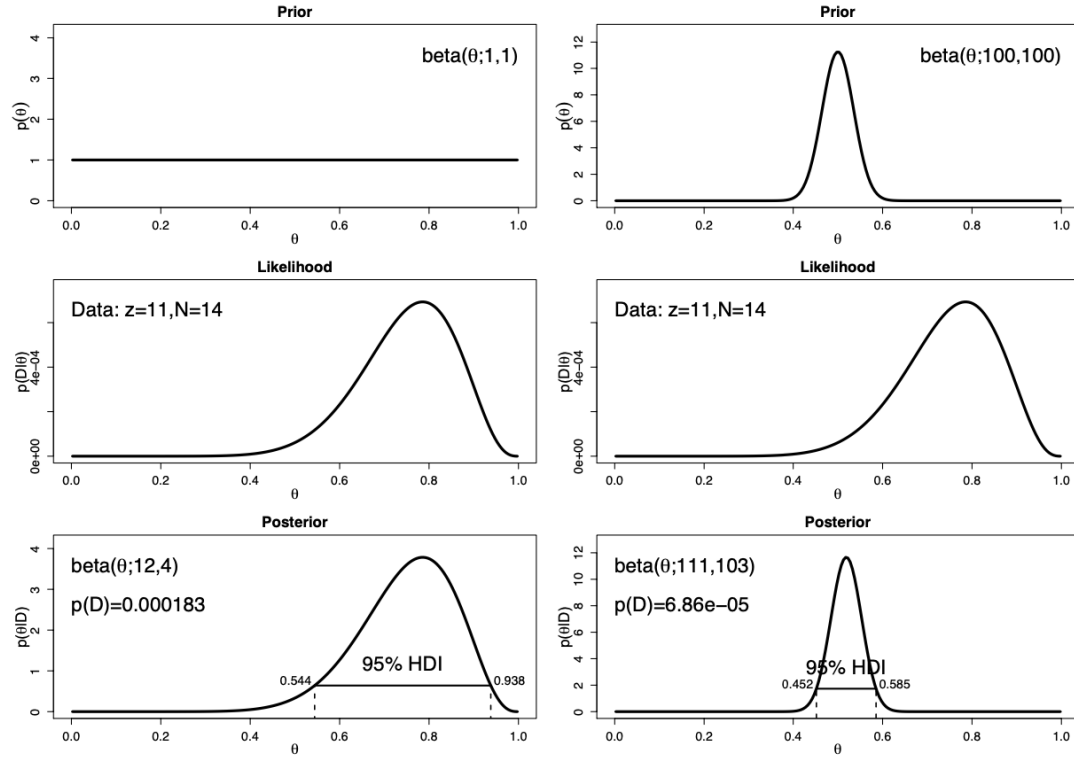 Prior
beta(θ;1,1)
p(θ)
4
3
2
1
0
0.0 0.2 0.4 0.6 0.8 1.0
θ
Prior
beta(θ;100,100)
p(θ)
12
10
8
6
4
2
0
0.0 0.2 0.4 0.6 0.8 1.0
θ
Likelihood
Data: z=11,N=14
p(D|θ)
4e−04
0e+00
0.0 0.2 0.4 0.6 0.8 1.0
θ
Likelihood
Data: z=11,N=14
p(D|θ)
4e−04
0e+00
0.0 0.2 0.4 0.6 0.8 1.0
θ
Posterior
beta(θ;12,4)
p(D)=0.000183
95% HDI
0.544 0.938
p(θ|D)
4
3
2
1
0
0.0 0.2 0.4 0.6 0.8 1.0
θ
Posterior
beta(θ;111,103)
p(D)=6.86e−05
95% HDI
0.452 0.585
p(θ|D)
12
10
8
6
4
2
0
0.0 0.2 0.4 0.6 0.8 1.0
θ